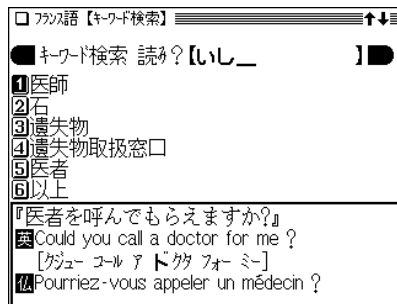 フランス語【キーワード検索】
キーワード検索 読み?【いし_ 】
1医師
2石
3遺失物
4遺失物取扱窓口
5医者
6以上
『医者を呼んでもらえますか?』
英Could you call a doctor for me ?
[クジュー コール ア ドクタ フォー ミー]
仏Pourriez-vous appeler un médecin ?